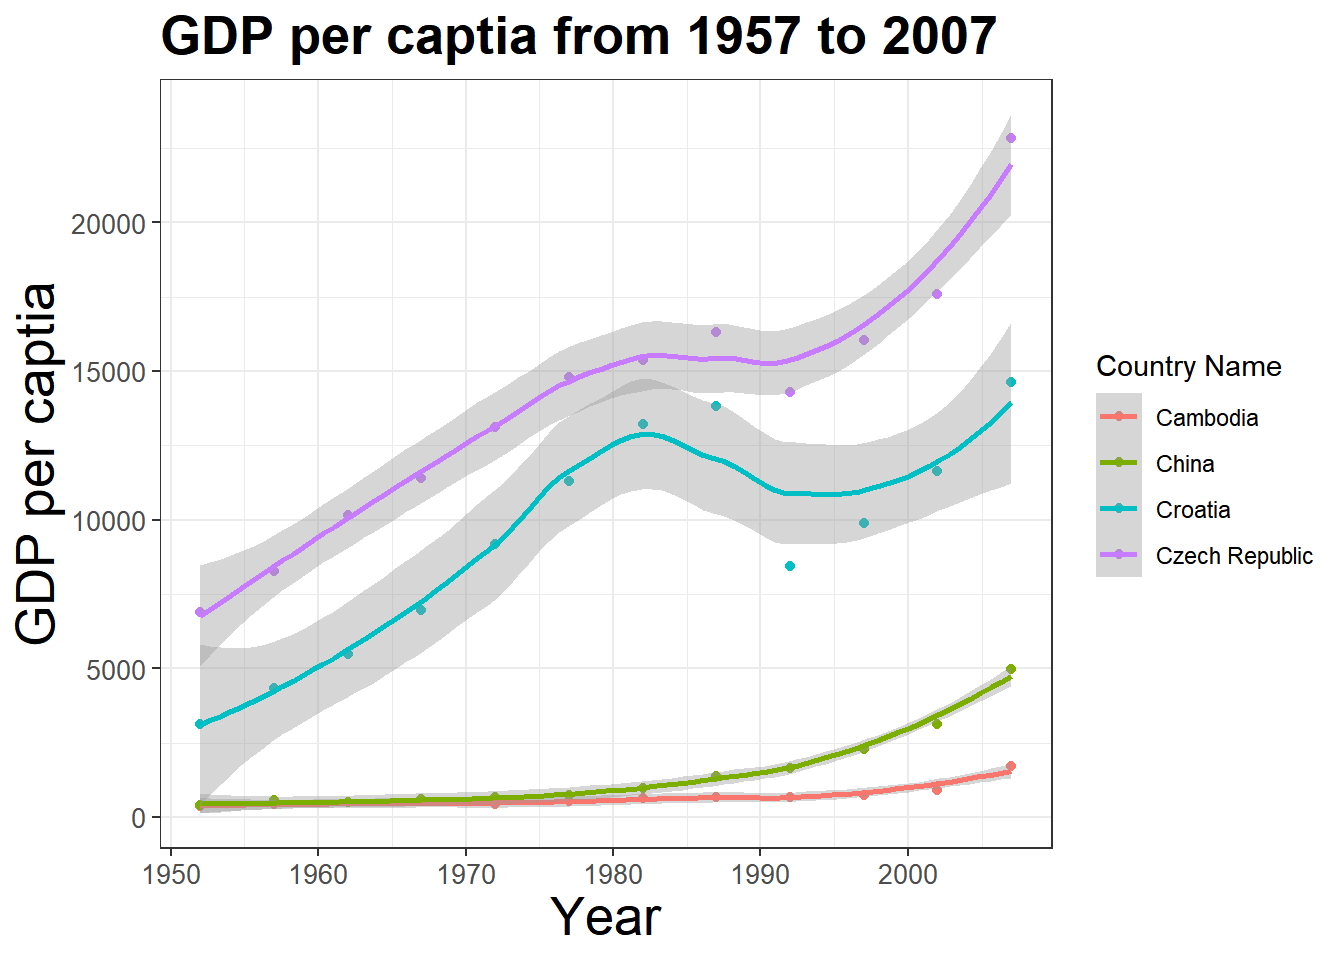 GDP per captia from 1957 to 2007
GDP per captia
20000
15000
10000
5000
0
1950 1960 1970 1980 1990 2000
Year
Country Name
Cambodia
China
Croatia
Czech Republic